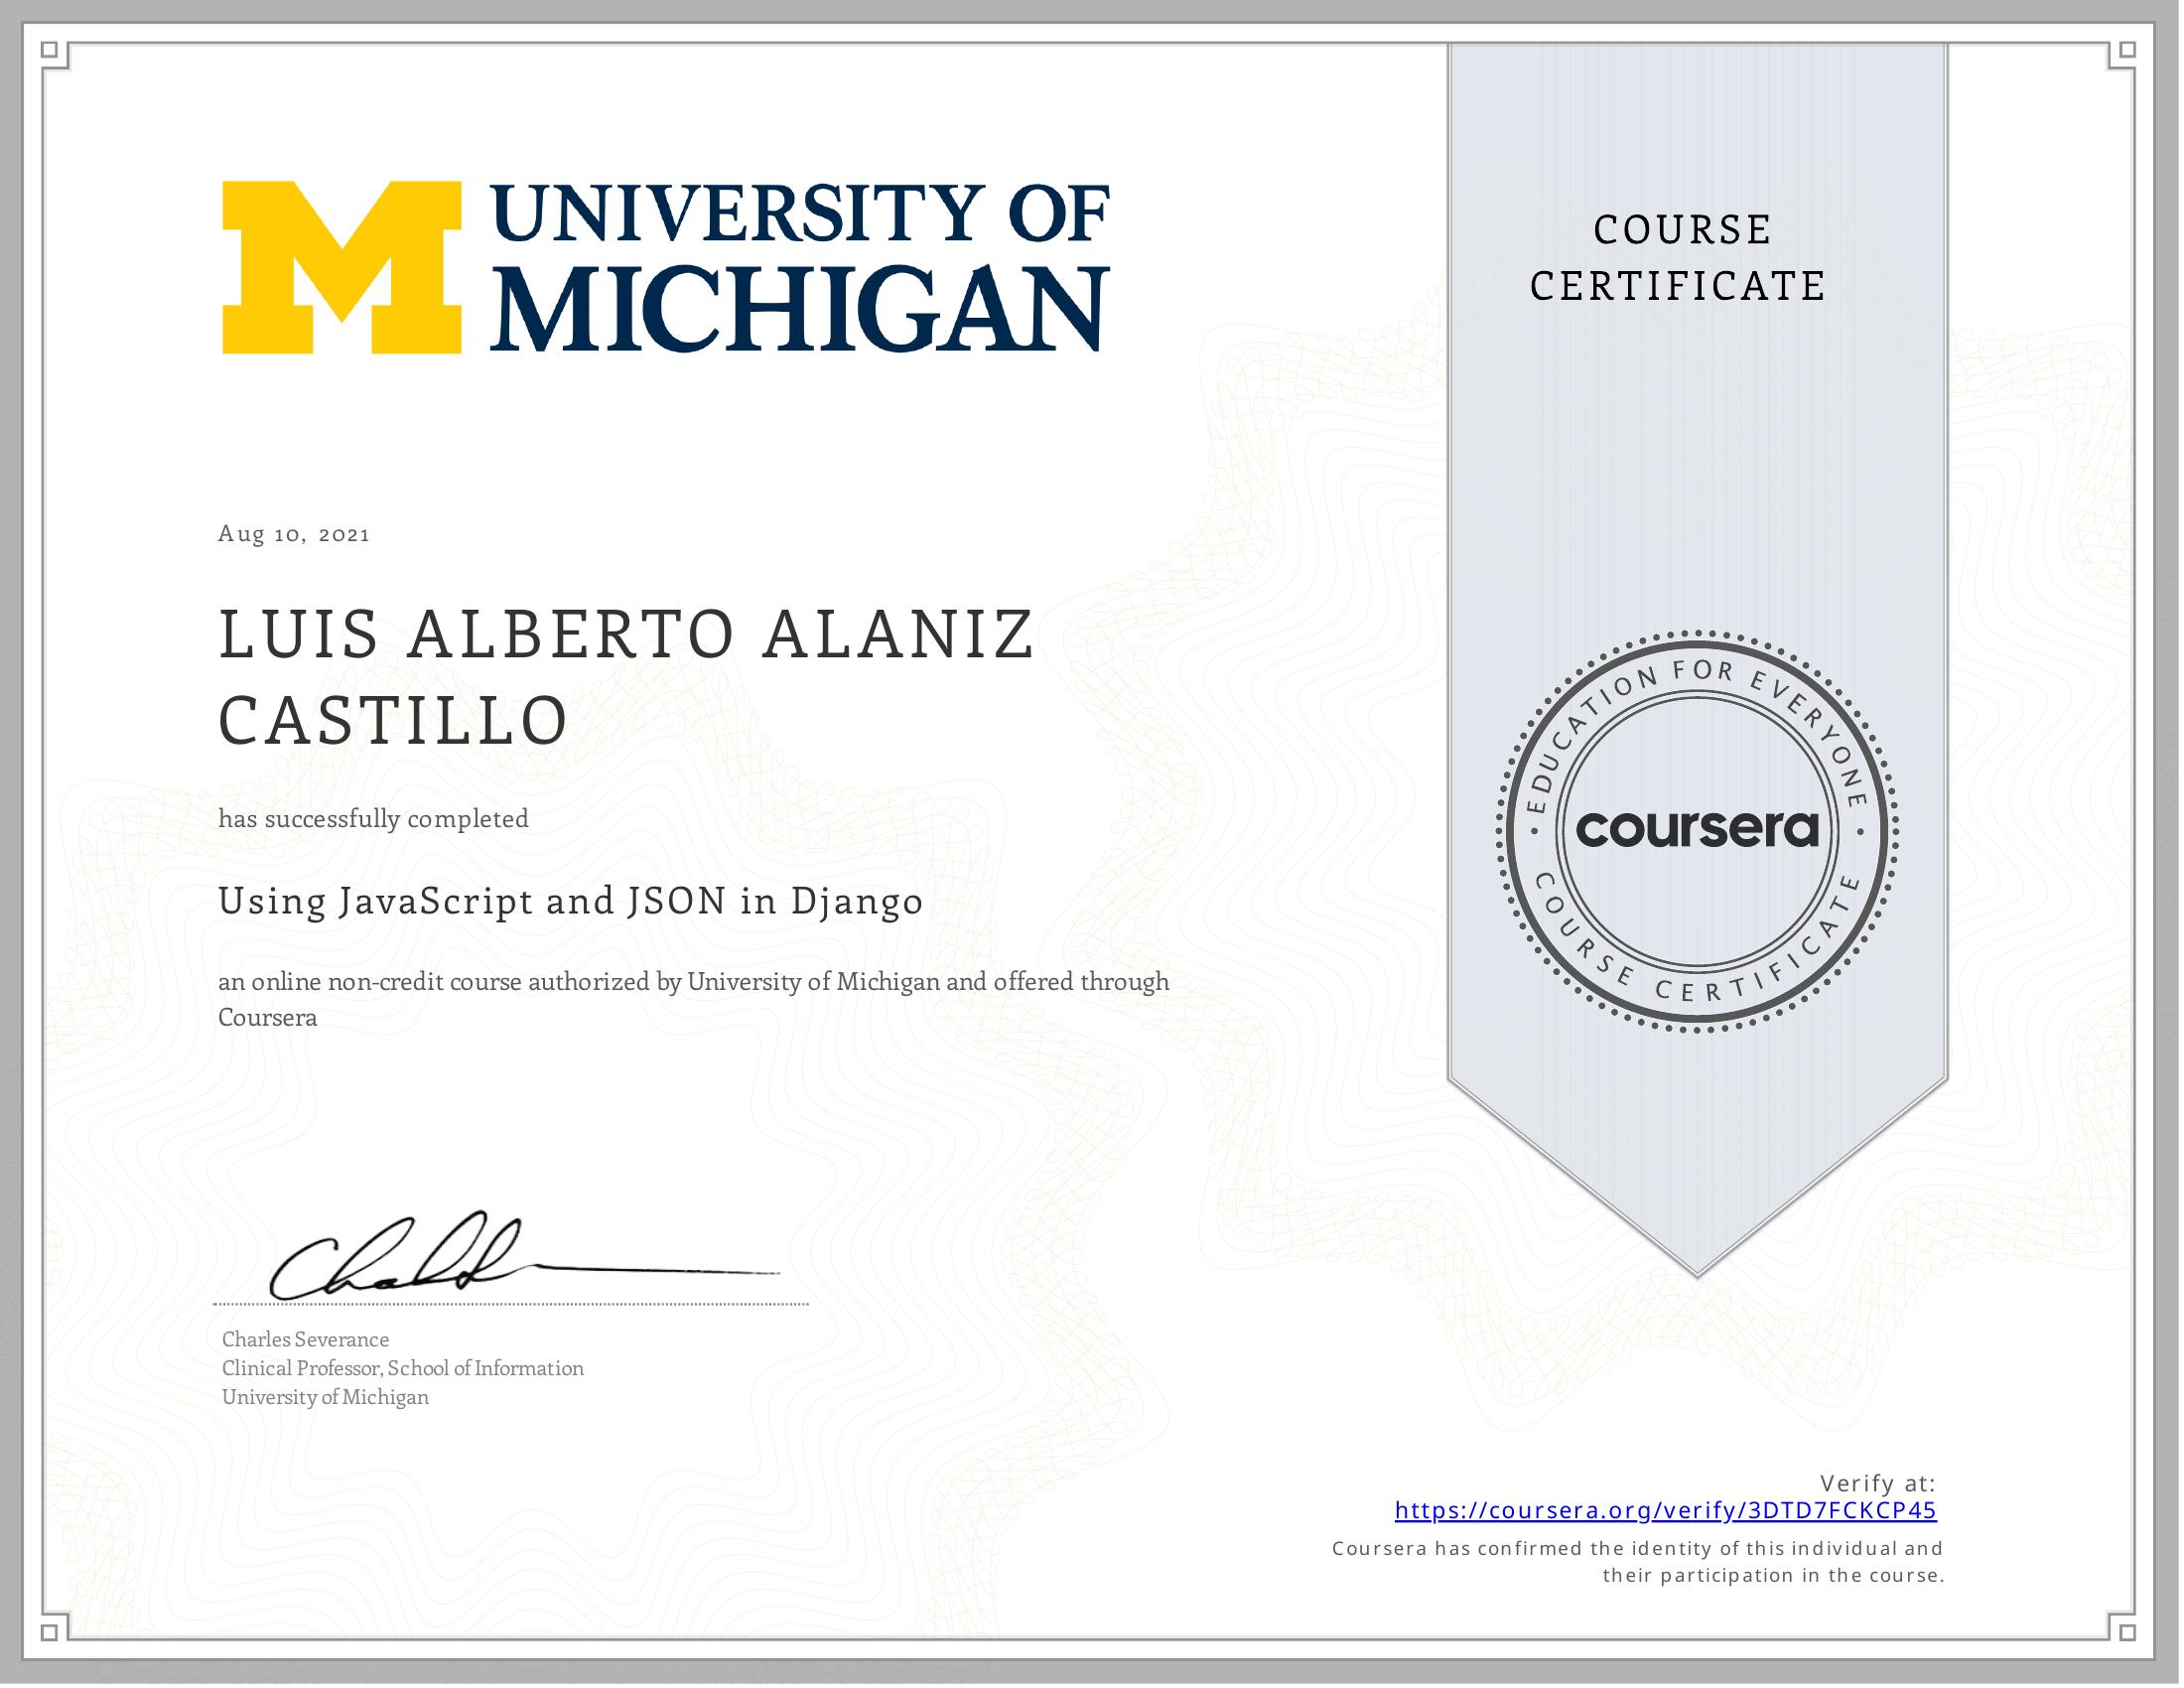 UNIVERSITY OF
MICHIGAN
COURSE
CERTIFICATE
Aug 10, 2021
LUIS ALBERTO ALANIZ
CASTILLO
has successfully completed
Using JavaScript and JSON in Django
an online non-credit course authorized by University of Michigan and offered through
Coursera
EDUCATION FOR EVERYONE
coursera
COURSE CERTIFICATE
Charles Severance
Clinical Professor, School of Information
University of Michigan
Verify at:
https://coursera.org/verify/3DTD7FCKCP45
Coursera has confirmed the identity of this individual and
their participation in the course.